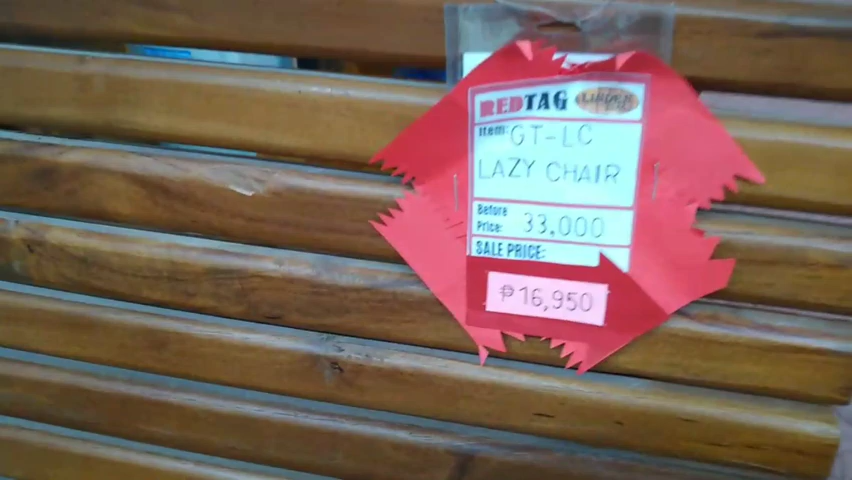 REDTAG
Item: GT-LC
LAZY CHAIR
Before
Price: 33,000
SALE PRICE:
₱16,950